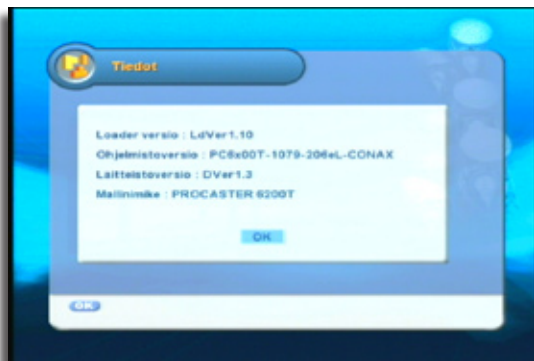 Tiedot
Loader versio : LdVer1.10
Ohjelmistoversio : PC6x00T-1079-206eL-CONAX
Laitteistoversio : DVer1.3
Mallinimike : PROCASTER 6200T
OK
OK